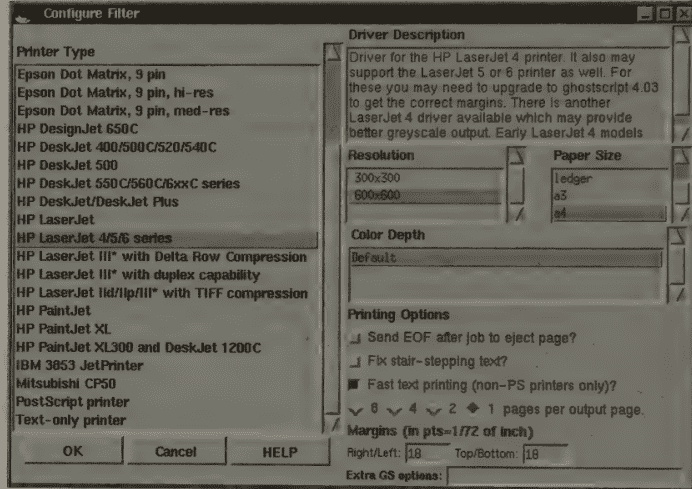 Configure Filter
Printer Type
Epson Dot Matrix, 9 pin
Epson Dot Matrix, 9 pin, hi-res
Epson Dot Matrix, 9 pin, med-res
HP DesignJet 650C
HP DeskJet 400/500C/520/540C
HP DeskJet 500
HP DeskJet 550C/560C/6xxC series
HP DeskJet/DeskJet Plus
HP LaserJet
HP LaserJet 4/5/6 series
HP LaserJet III* with Delta Row Compression
HP LaserJet III* with duplex capability
HP LaserJet IId/IIp/III* with TIFF compression
HP PaintJet
HP PaintJet XL
HP PaintJet XL300 and DeskJet 1200C
IBM 3853 JetPrinter
Mitsubishi CP50
PostScript printer
Text-only printer
OK
Cancel
HELP
Driver Description
Driver for the HP LaserJet 4 printer. It also may
support the LaserJet 5 or 6 printer as well. For
these you may need to upgrade to ghostscript 4.03
to get the correct margins. There is another
LaserJet 4 driver available which may provide
better greyscale output. Early LaserJet 4 models
Resolution
300x300
600x600
Paper Size
ledger
a3
a4
Color Depth
Default
Printing Options
Send EOF after job to eject page?
Fix stair-stepping text?
Fast text printing (non-PS printers only)?
8 4 2 1 pages per output page.
Margins (in pts=1/72 of inch)
Right/Left: 18 Top/Bottom: 18
Extra GS options: